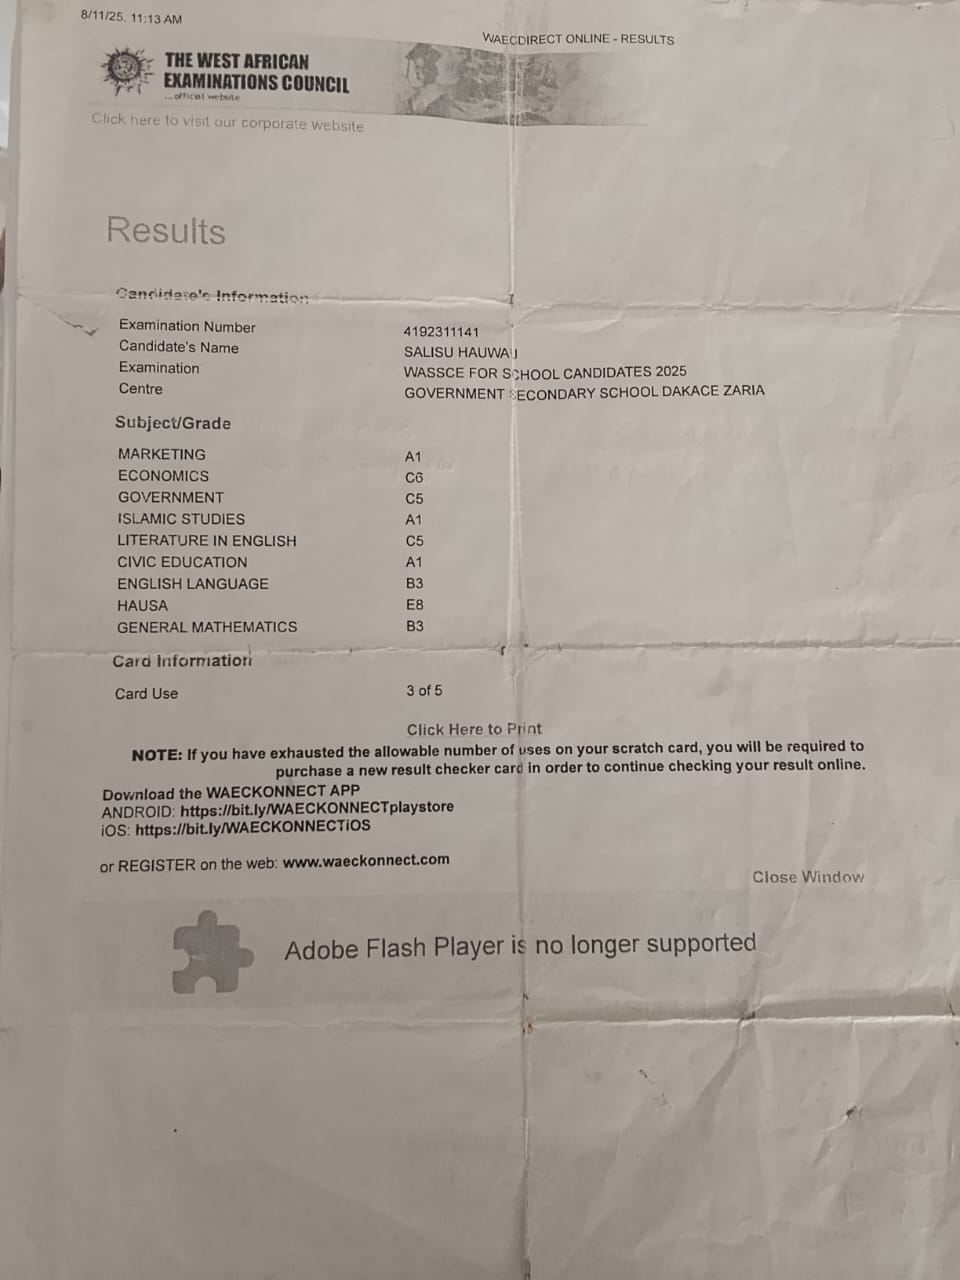 8/11/25, 11:13 AM
WAECDIRECT ONLINE - RESULTS
THE WEST AFRICAN
EXAMINATIONS COUNCIL
...official website
Click here to visit our corporate website
Results
Candidate's Information
Examination Number 4192311141
Candidate's Name SALISU HAUWAU
Examination WASSCE FOR SCHOOL CANDIDATES 2025
Centre GOVERNMENT SECONDARY SCHOOL DAKACE ZARIA
Subject/Grade
MARKETING A1
ECONOMICS C6
GOVERNMENT C5
ISLAMIC STUDIES A1
LITERATURE IN ENGLISH C5
CIVIC EDUCATION A1
ENGLISH LANGUAGE B3
HAUSA E8
GENERAL MATHEMATICS B3
Card Information
Card Use 3 of 5
Click Here to Print
NOTE: If you have exhausted the allowable number of uses on your scratch card, you will be required to
purchase a new result checker card in order to continue checking your result online.
Download the WAECKONNECT APP
ANDROID: https://bit.ly/WAECKONNECTplaystore
iOS: https://bit.ly/WAECKONNECTiOS
or REGISTER on the web: www.waeckonnect.com
Close Window
Adobe Flash Player is no longer supported